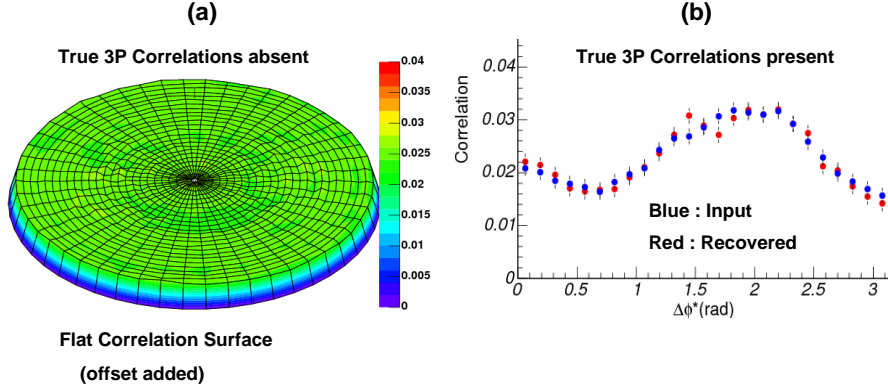 (a)
True 3P Correlations absent
0.04
0.035
0.03
0.025
0.02
0.015
0.01
0.005
0
Flat Correlation Surface
(offset added)
(b)
True 3P Correlations present
Correlation
0.04
0.03
0.02
0.01
0
Blue : Input
Red : Recovered
0 0.5 1 1.5 2 2.5 3
Δϕ*(rad)